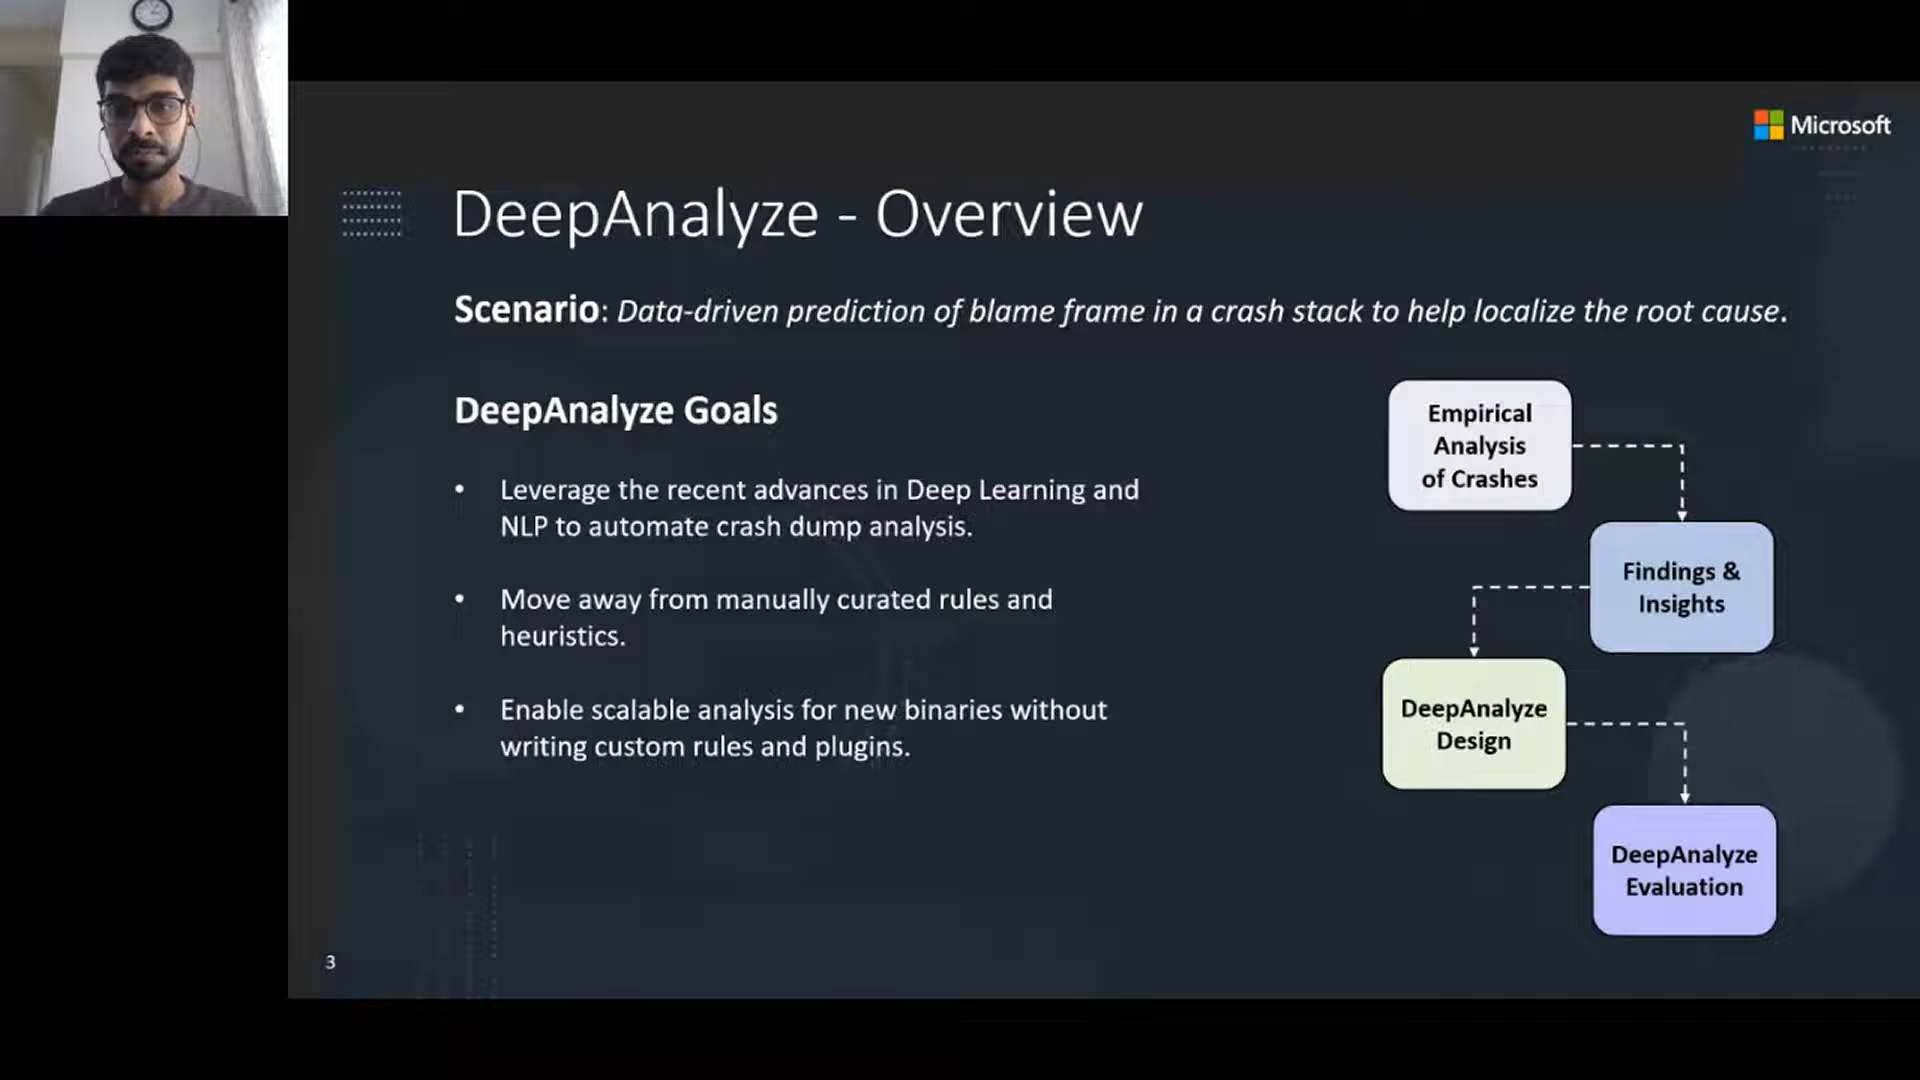 Microsoft
DeepAnalyze - Overview
Scenario: Data-driven prediction of blame frame in a crash stack to help localize the root cause.
DeepAnalyze Goals
• Leverage the recent advances in Deep Learning and
NLP to automate crash dump analysis.
• Move away from manually curated rules and
heuristics.
• Enable scalable analysis for new binaries without
writing custom rules and plugins.
Empirical
Analysis
of Crashes
Findings &
Insights
DeepAnalyze
Design
DeepAnalyze
Evaluation
3